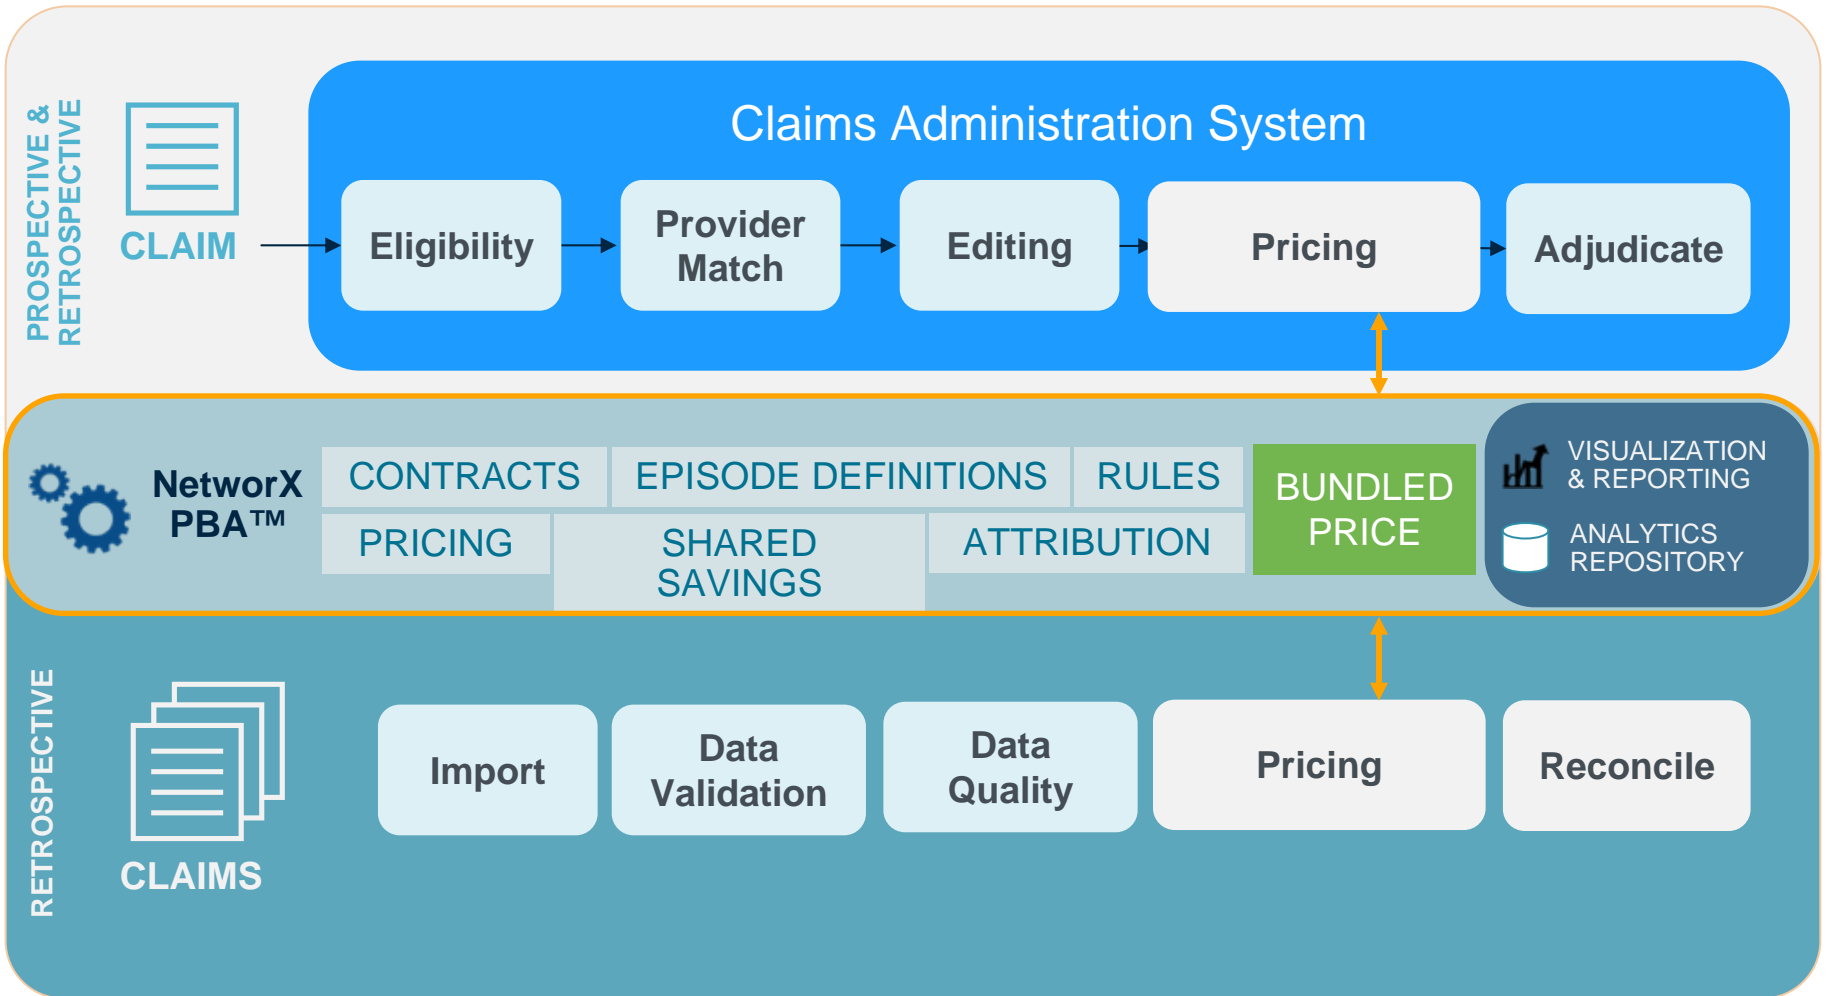 PROSPECTIVE &
RETROSPECTIVE
CLAIM
Claims Administration System
Eligibility
Provider
Match
Editing
Pricing
Adjudicate
NetworX
PBA™
CONTRACTS
EPISODE DEFINITIONS
RULES
PRICING
SHARED
SAVINGS
ATTRIBUTION
BUNDLED
PRICE
VISUALIZATION
& REPORTING
ANALYTICS
REPOSITORY
RETROSPECTIVE
CLAIMS
Import
Data
Validation
Data
Quality
Pricing
Reconcile